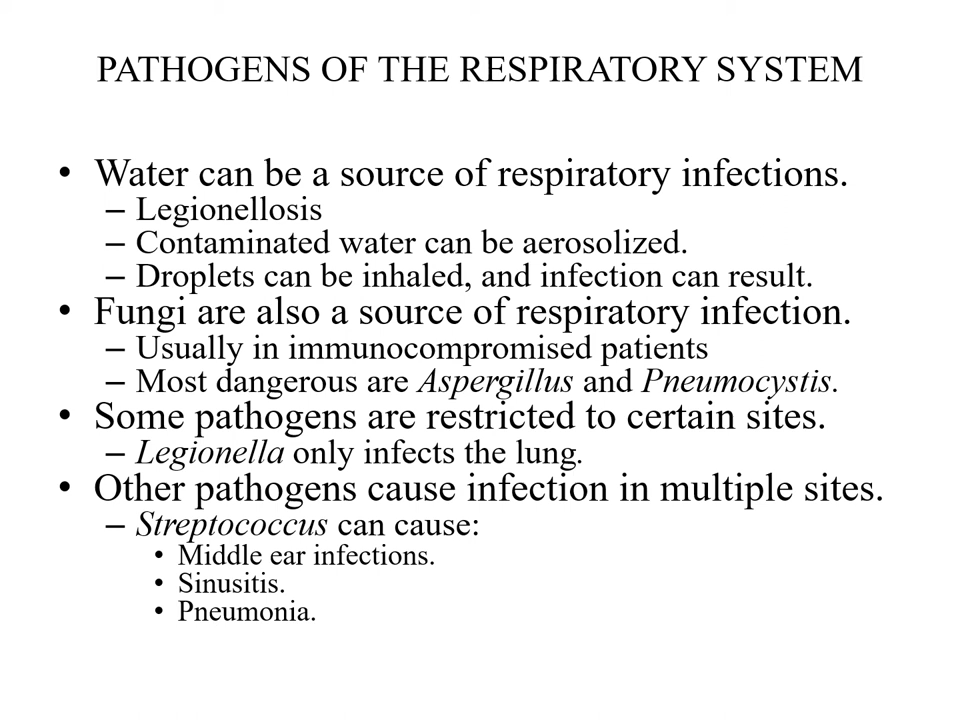 PATHOGENS OF THE RESPIRATORY SYSTEM
• Water can be a source of respiratory infections.
– Legionellosis
– Contaminated water can be aerosolized.
– Droplets can be inhaled, and infection can result.
• Fungi are also a source of respiratory infection.
– Usually in immunocompromised patients
– Most dangerous are Aspergillus and Pneumocystis.
• Some pathogens are restricted to certain sites.
– Legionella only infects the lung.
• Other pathogens cause infection in multiple sites.
– Streptococcus can cause:
• Middle ear infections.
• Sinusitis.
• Pneumonia.